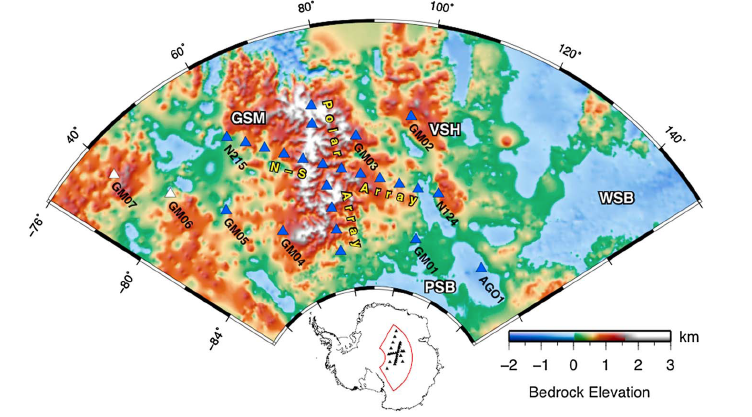 80°
100°
60°
120°
40°
140°
-76°
-80°
-84°
GSM
VSH
WSB
PSB
Polar
Array
N-S
Array
N215
N124
GM01
GM02
GM03
GM04
GM05
GM06
GM07
AGO1
-2 -1 0 1 2 3 km
Bedrock Elevation